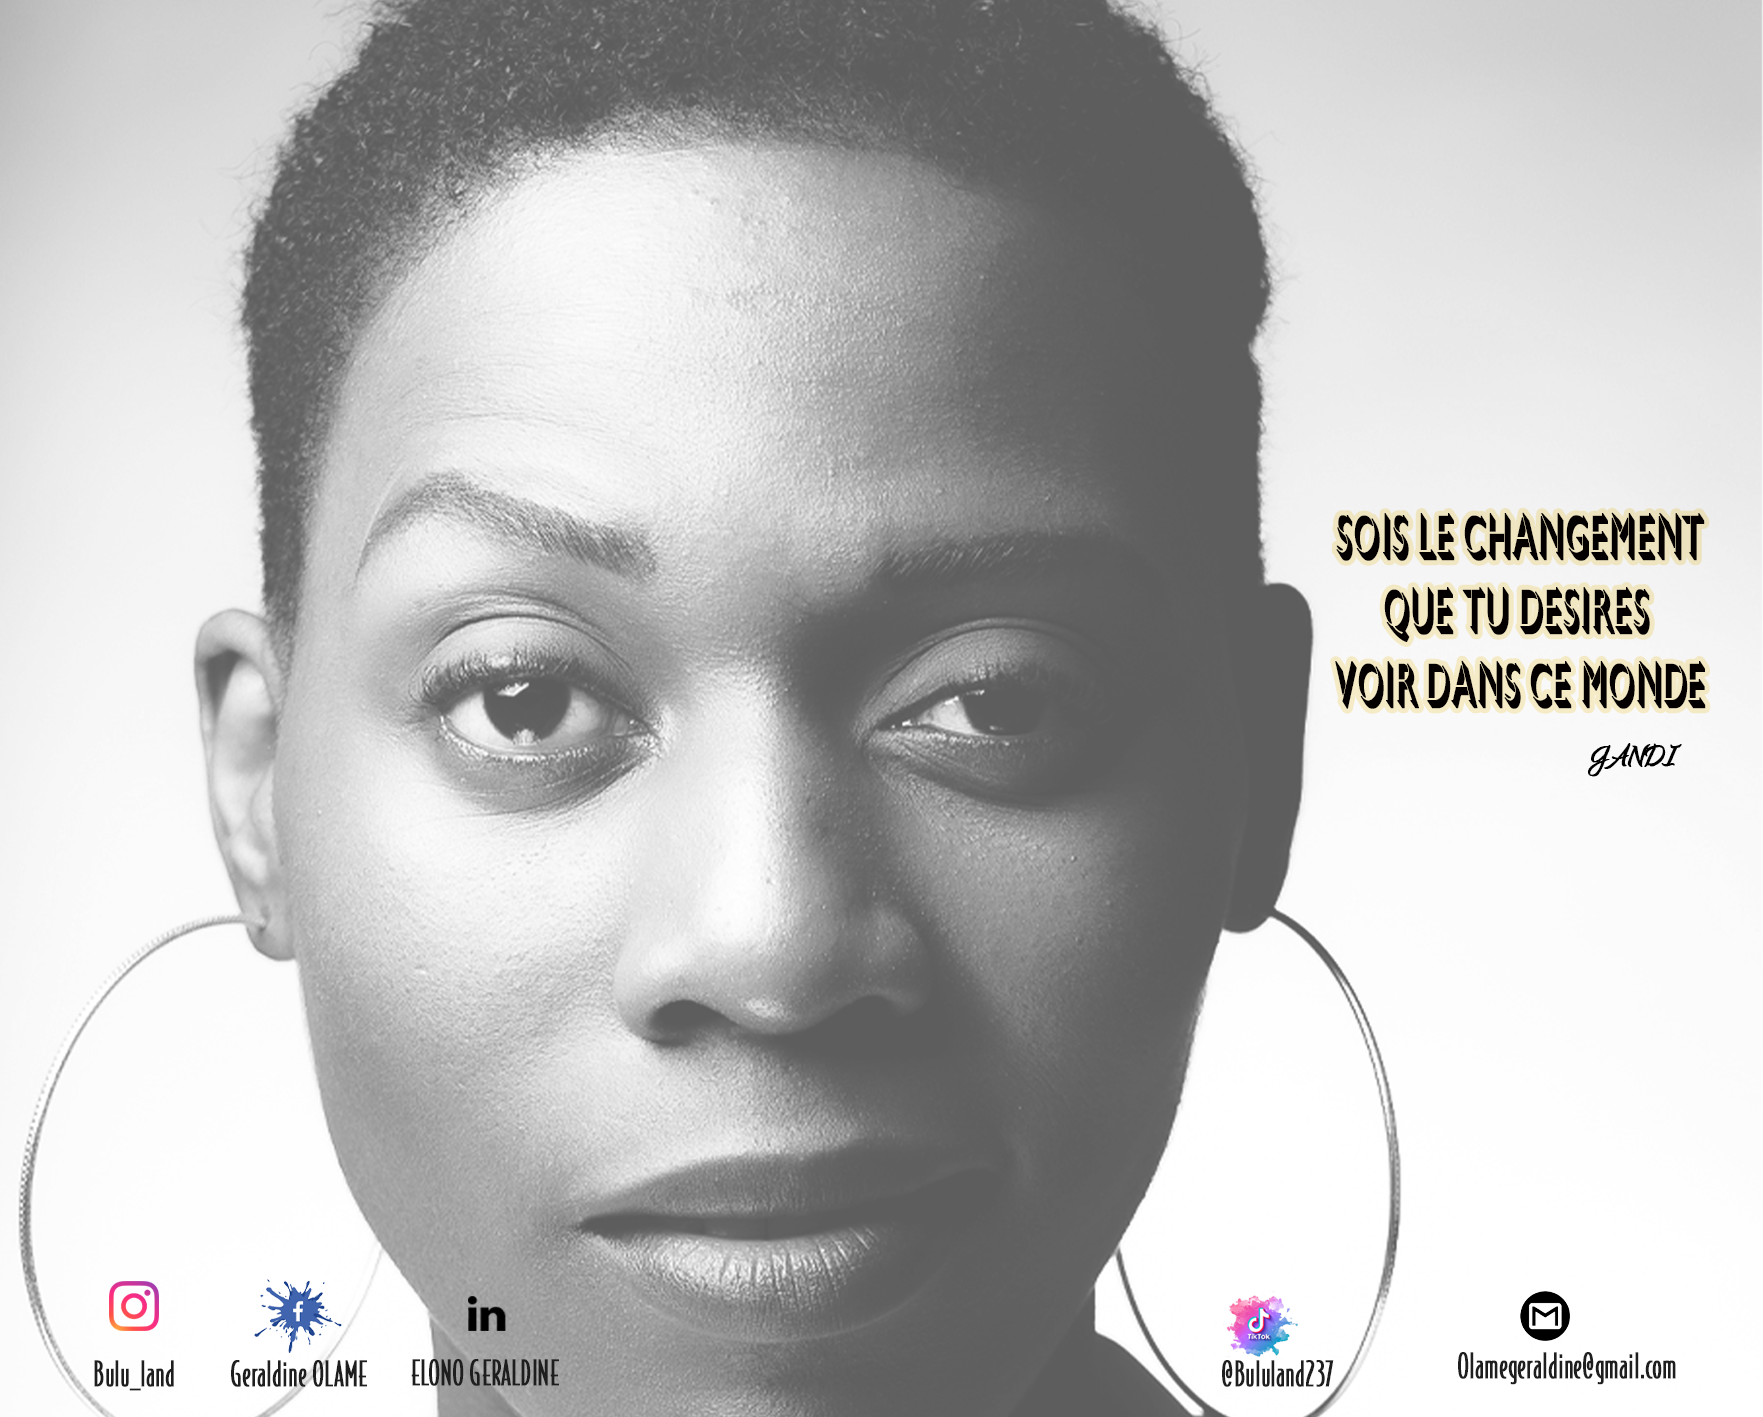 SOIS LE CHANGEMENT
QUE TU DESIRES
VOIR DANS CE MONDE
GANDI
in
TikTok
Bulu_land
Geraldine OLAME
ELONO GERALDINE
@Bululand237
Olamegeraldine@gmail.com